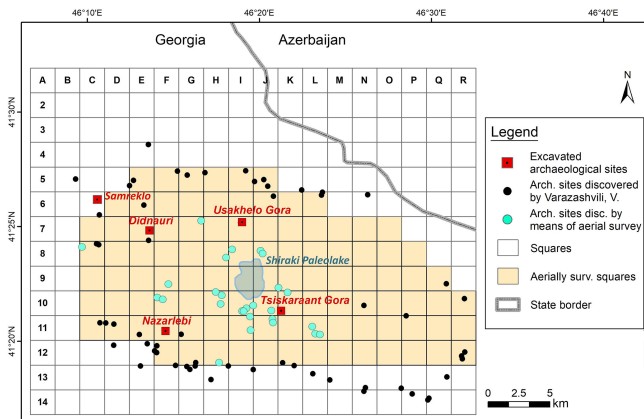 46°10'E 46°20'E 46°30'E 46°40'E
Georgia Azerbaijan
A B C D E F G H I J K L M N O P Q R
N
2
41°30'N
3
4
Legend
5
Excavated
archaeological sites
6
Samreklo
Arch. sites discovered
by Varazashvili, V.
Usakhelo Gora
41°25'N
7
Didnauri
Arch. sites disc. by
means of aerial survey
8
Squares
Shiraki Paleolake
9
Aerially surv. squares
10
State border
Tsiskaraant Gora
11
Nazarlebi
41°20'N
12
13
14
0 2.5 5
km